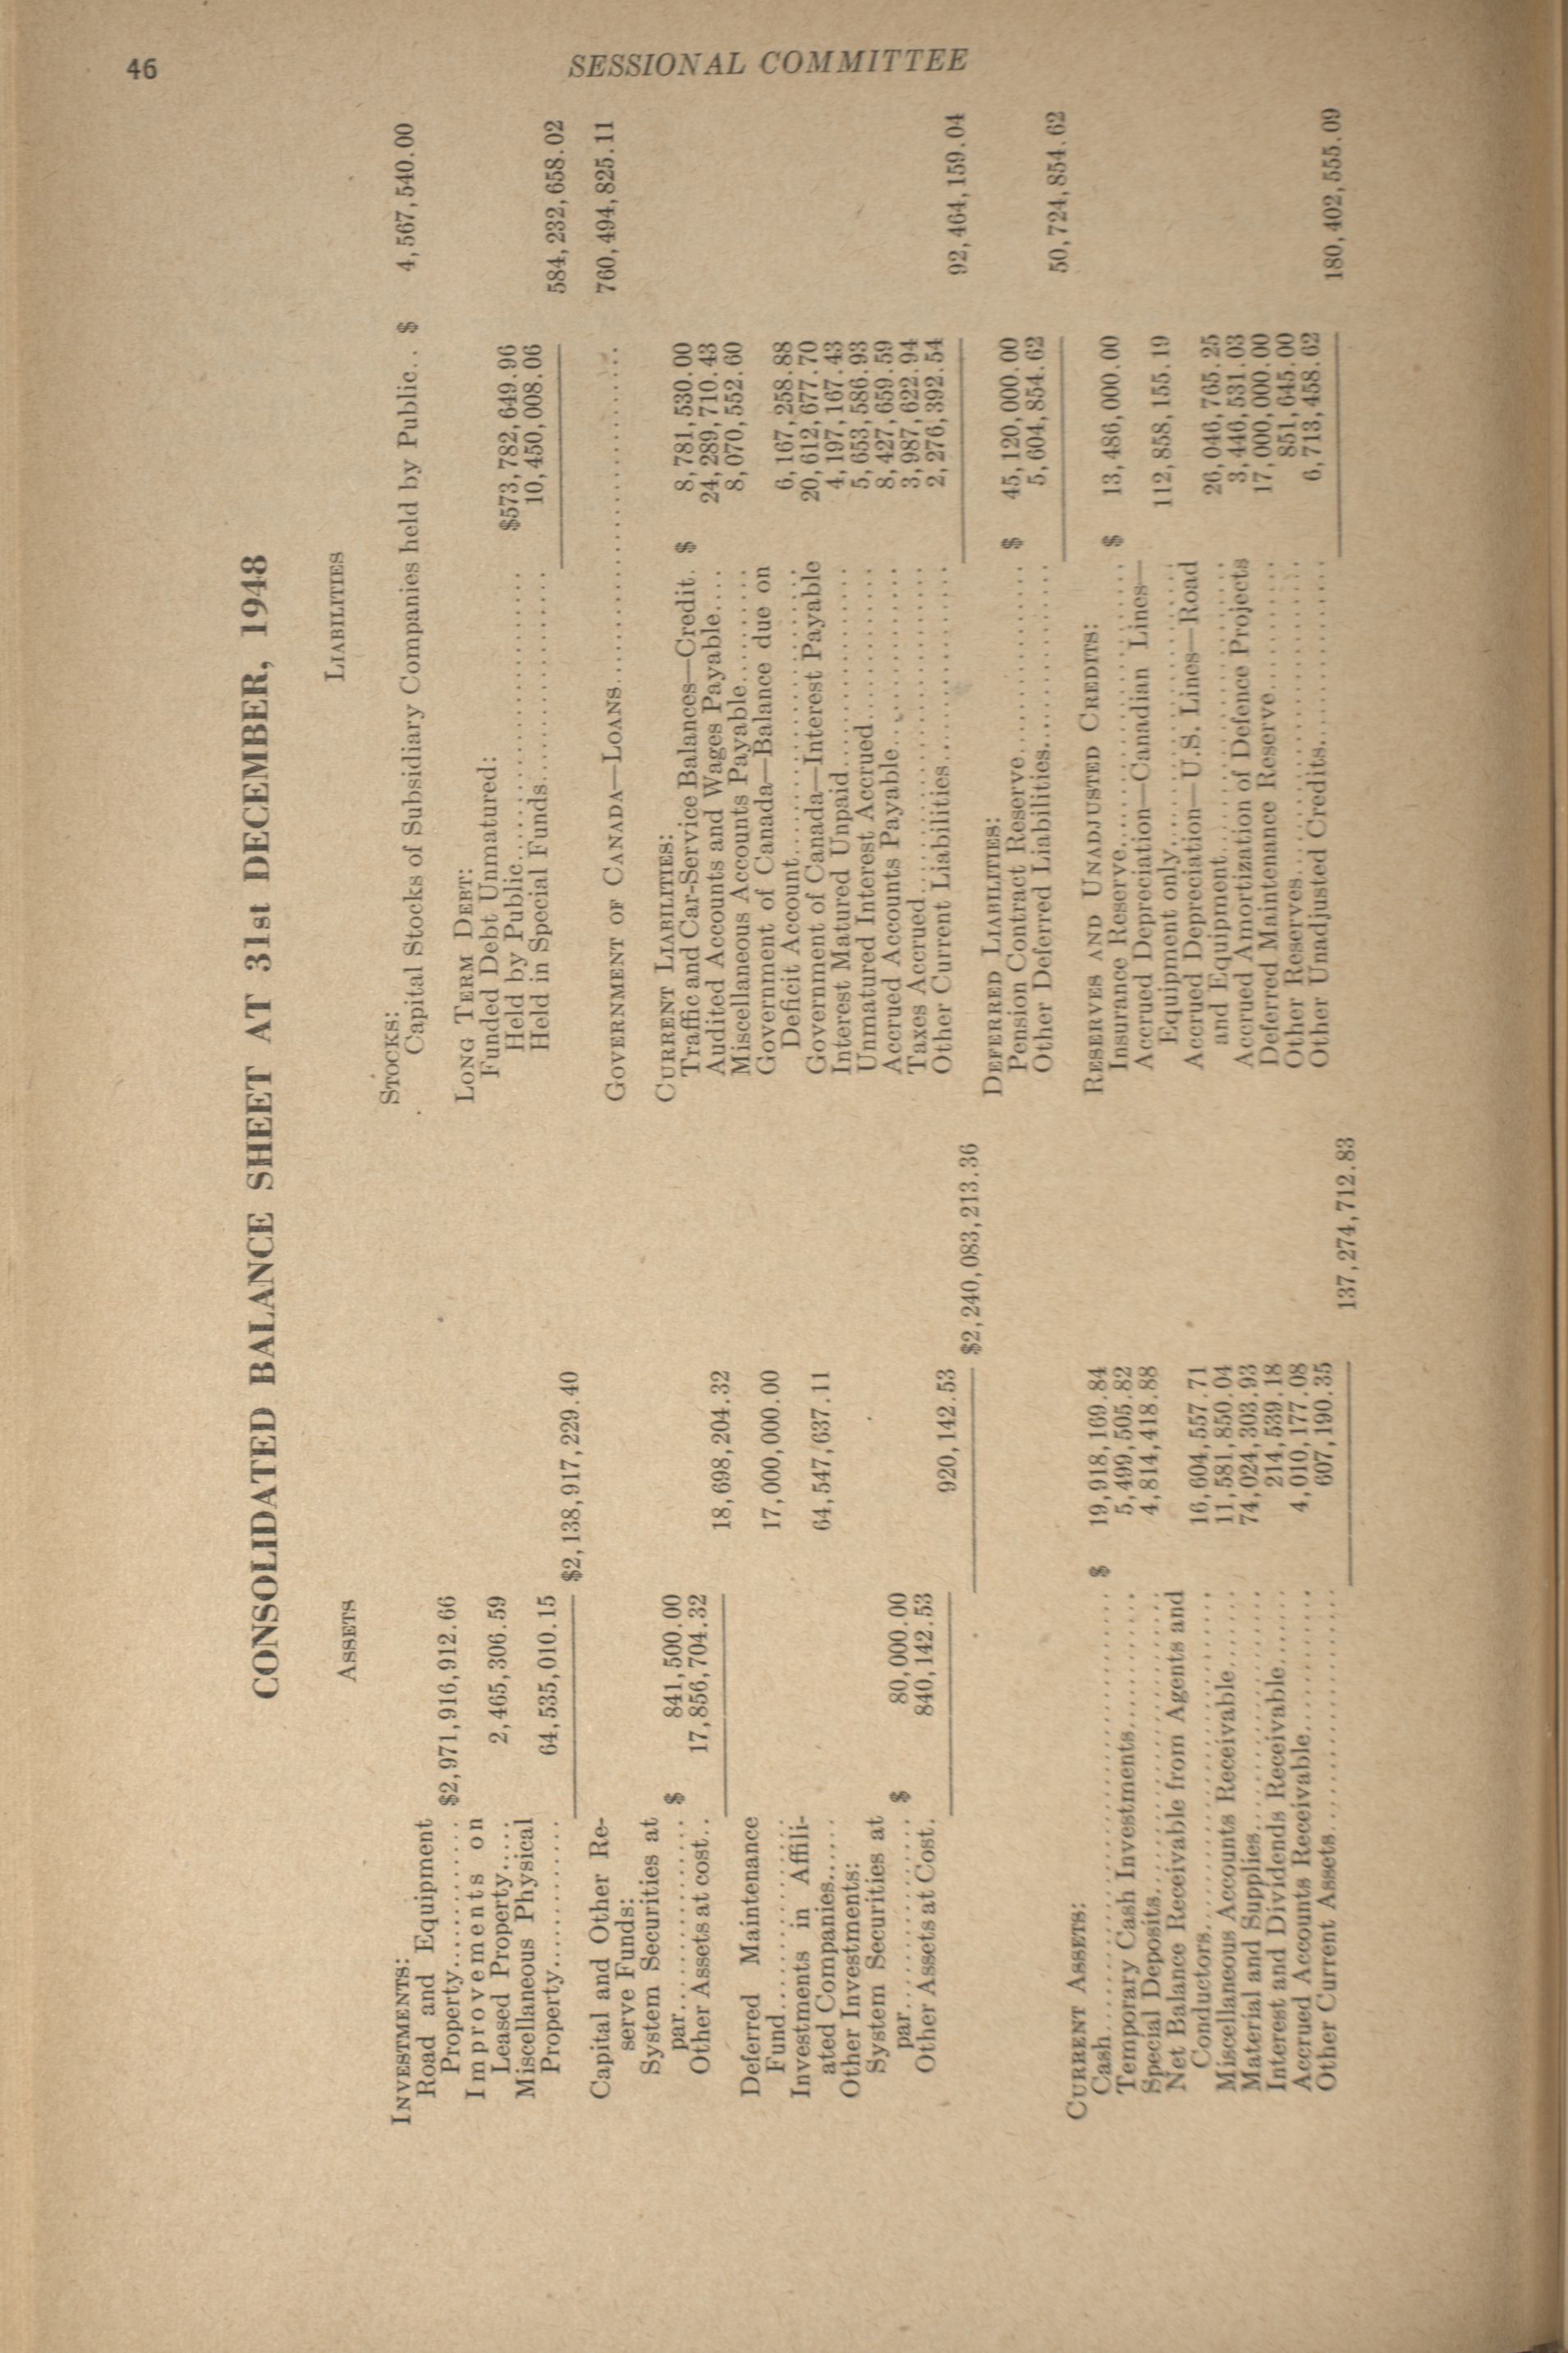 46
SESSIONAL COMMITTEE
CONSOLIDATED BALANCE SHEET AT 31st DECEMBER, 1948
ASSETS
INVESTMENTS:
Road and Equipment
Property............ $2,971,916,912.66
Improvements on
Leased Property..... 2,465,306.59
Miscellaneous Physical
Property............ 64,535,010.15
$2,138,917,229.40
Capital and Other Re-
serve Funds:
System Securities at
par................ $ 841,500.00
Other Assets at cost.. 17,856,704.32
18,698,204.32
Deferred Maintenance
Fund................ 17,000,000.00
Investments in Affili-
ated Companies...... 64,547,637.11
Other Investments:
System Securities at
par................ $ 80,000.00
Other Assets at Cost. 840,142.53
920,142.53
$2,240,083,213.36
CURRENT ASSETS:
Cash................ $ 19,918,169.84
Temporary Cash Investments............ 5,499,505.82
Special Deposits............ 4,814,418.88
Net Balance Receivable from Agents and
Conductors............ 16,604,557.71
Miscellaneous Accounts Receivable....... 11,581,850.04
Material and Supplies............ 74,024,303.93
Interest and Dividends Receivable....... 214,539.18
Accrued Accounts Receivable............ 4,010,177.08
Other Current Assets............ 607,190.35
137,274,712.83
LIABILITIES
STOCKS:
Capital Stocks of Subsidiary Companies held by Public.. $ 4,567,540.00
LONG TERM DEBT:
Funded Debt Unmatured:
Held by Public............ $573,782,649.96
Held in Special Funds............ 10,450,008.06
584,232,658.02
GOVERNMENT OF CANADA—LOANS............ 760,494,825.11
CURRENT LIABILITIES:
Traffic and Car-Service Balances—Credit. $ 8,781,530.00
Audited Accounts and Wages Payable.... 24,289,710.43
Miscellaneous Accounts Payable.......... 8,070,552.60
Government of Canada—Balance due on
Deficit Account............ 6,167,258.88
Government of Canada—Interest Payable 20,612,677.70
Interest Matured Unpaid............ 4,197,167.43
Unmatured Interest Accrued............ 5,653,586.93
Accrued Accounts Payable............ 8,427,659.59
Taxes Accrued............ 3,987,622.94
Other Current Liabilities............ 2,276,392.54
92,464,159.04
DEFERRED LIABILITIES:
Pension Contract Reserve............ $ 45,120,000.00
Other Deferred Liabilities............ 5,604,854.62
50,724,854.62
RESERVES AND UNADJUSTED CREDITS:
Insurance Reserve............ $ 13,486,000.00
Accrued Depreciation—Canadian Lines—
Equipment only............ 112,858,155.19
Accrued Depreciation—U.S. Lines—Road
and Equipment............ 26,046,765.25
Accrued Amortization of Defence Projects 3,446,531.03
Deferred Maintenance Reserve............ 17,000,000.00
Other Reserves............ 851,645.00
Other Unadjusted Credits............ 6,713,458.62
180,402,555.09